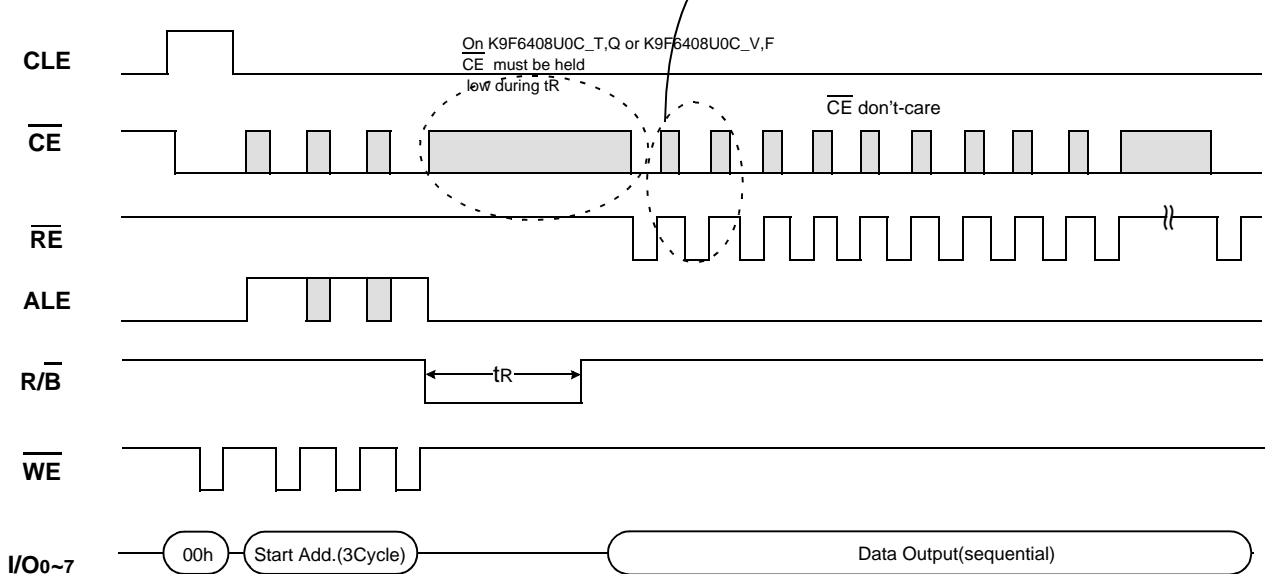 On K9F6408U0C_T,Q or K9F6408U0C_V,F
CLE
CE must be held
low during tR
CE don't-care
CE
RE
ALE
R/B
tR
WE
I/O0~7
00h
Start Add.(3Cycle)
Data Output(sequential)